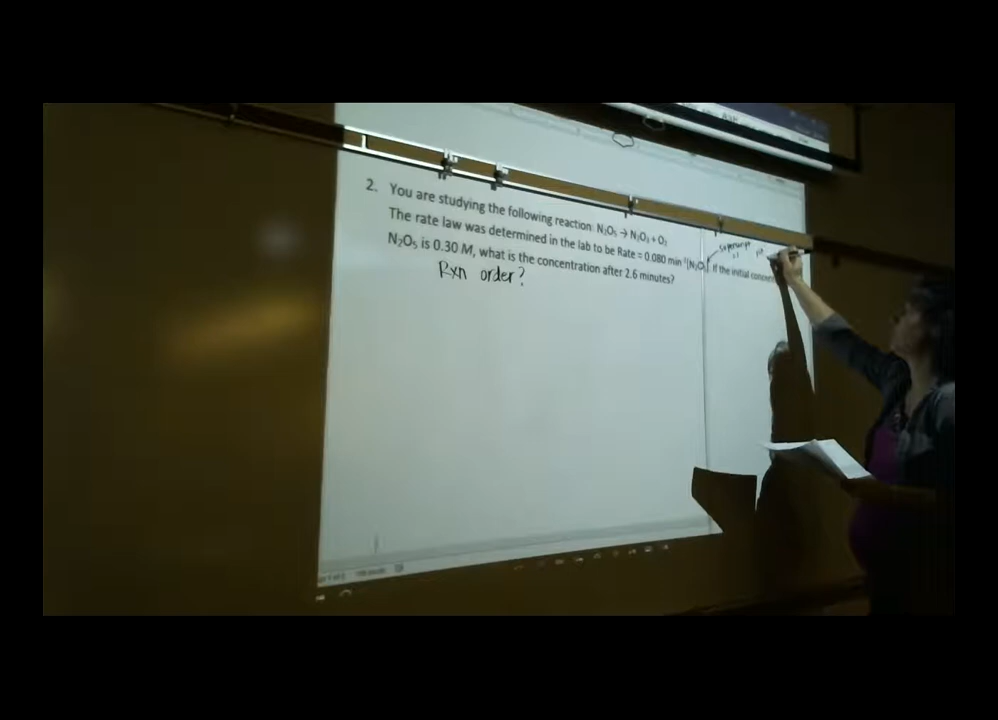 2. You are studying the following reaction: N₂O₅ → N₂O₃ + O₂
The rate law was determined in the lab to be Rate = 0.080 min⁻¹[N₂O₅]. If the initial
N₂O₅ is 0.30 M, what is the concentration after 2.6 minutes?
Rxn order?